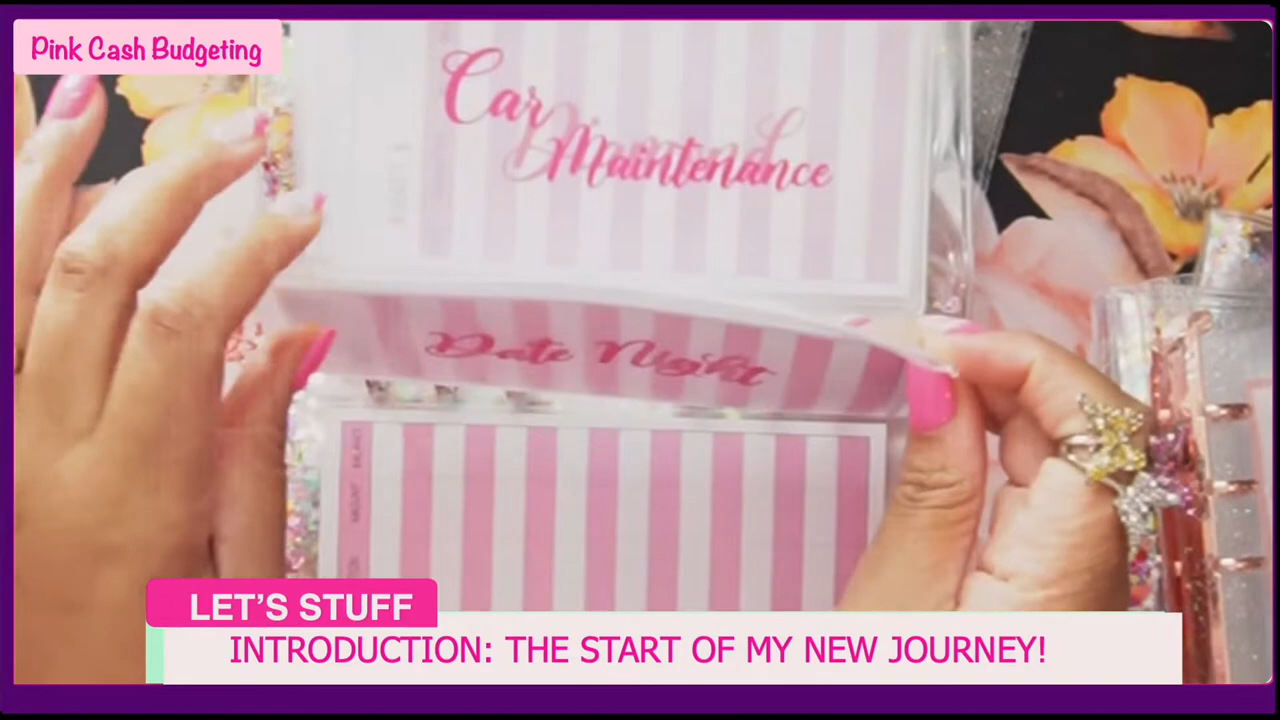 Pink Cash Budgeting
Car
Maintenance
Date Night
LET'S STUFF
INTRODUCTION: THE START OF MY NEW JOURNEY!